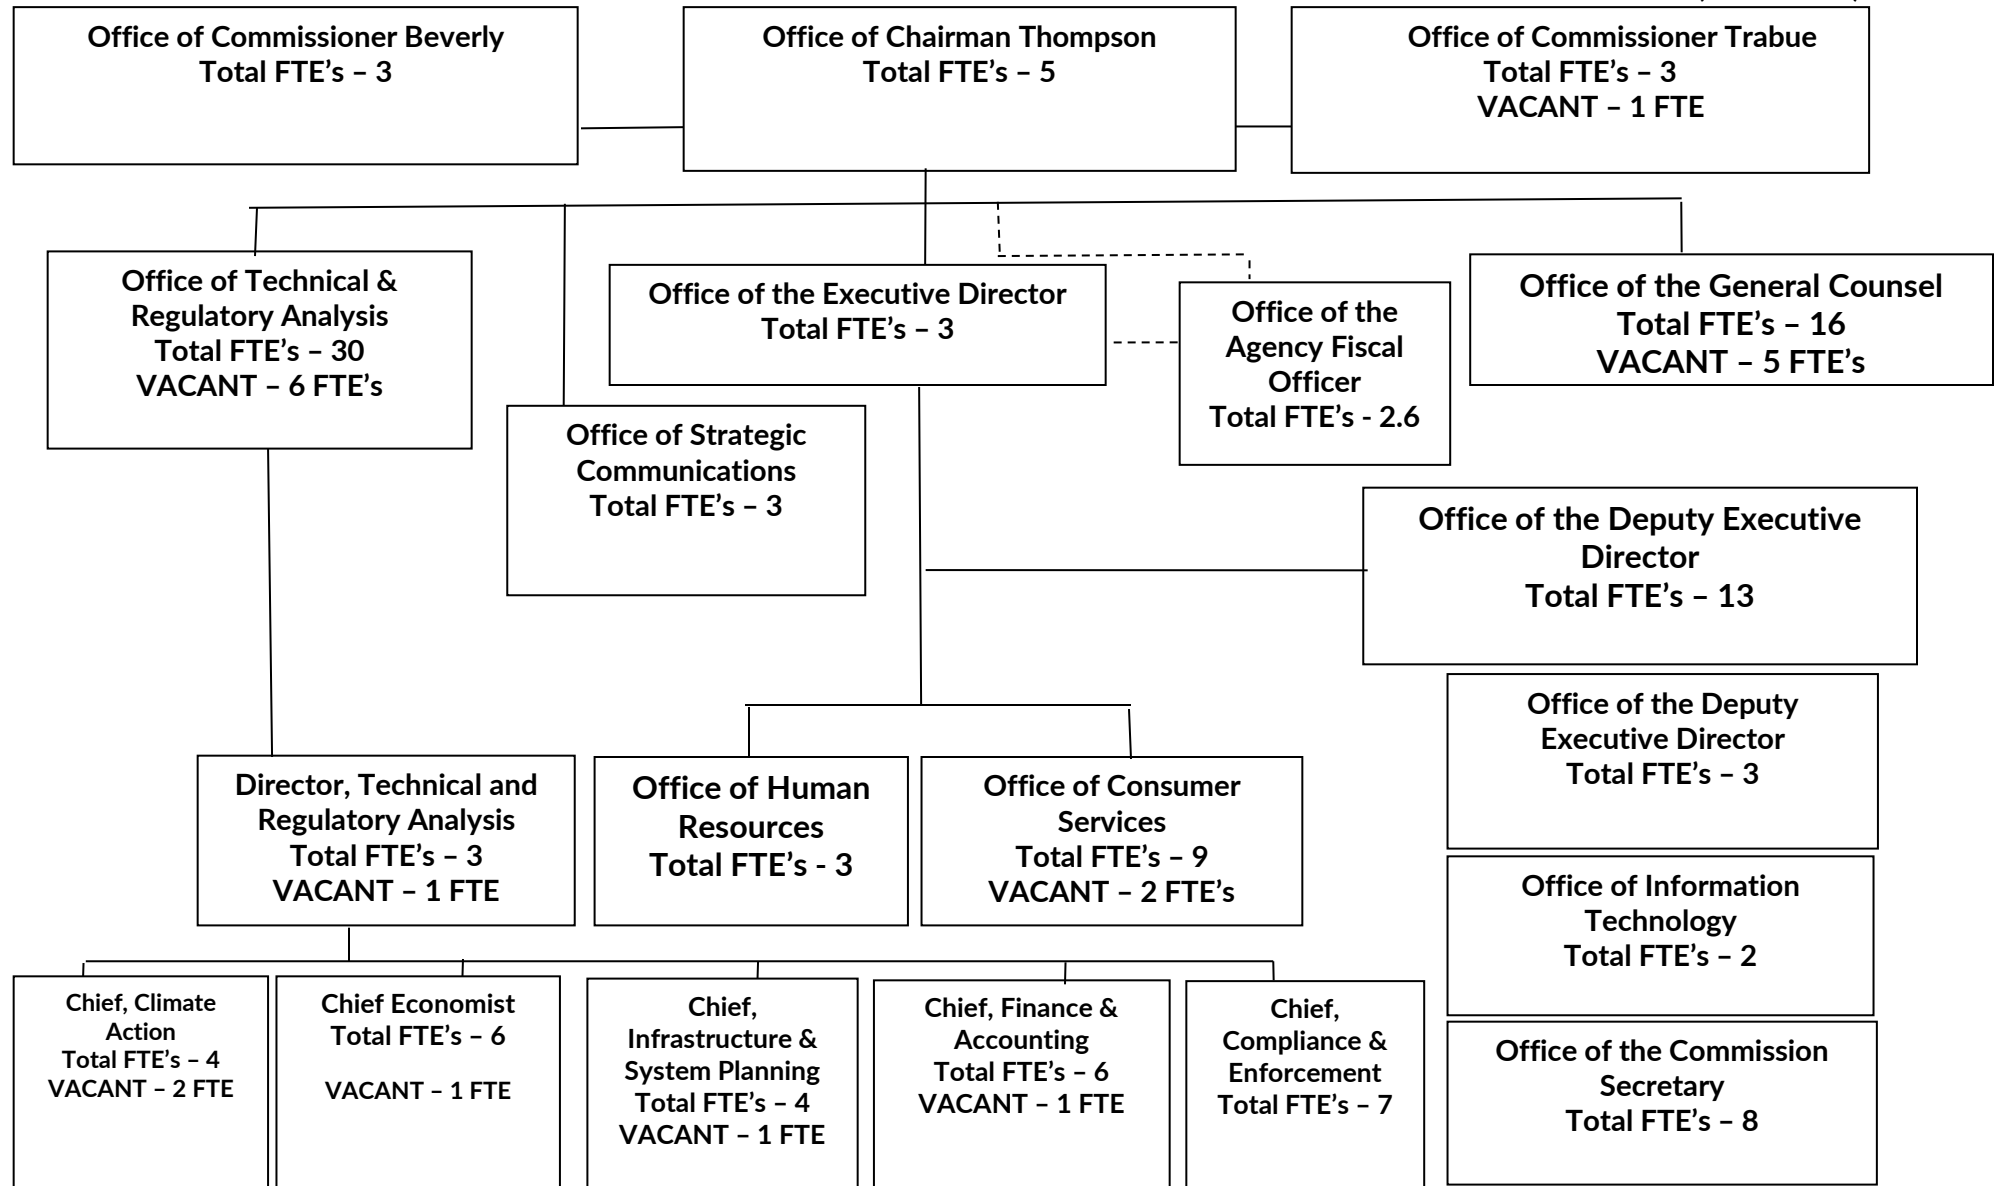 Office of Commissioner Beverly
Total FTE’s – 3
Office of Chairman Thompson
Total FTE’s – 5
Office of Commissioner Trabue
Total FTE’s – 3
VACANT – 1 FTE
Office of Technical &
Regulatory Analysis
Total FTE’s – 30
VACANT – 6 FTE’s
Office of the Executive Director
Total FTE’s – 3
Office of the
Agency Fiscal
Officer
Total FTE’s - 2.6
Office of the General Counsel
Total FTE’s – 16
VACANT – 5 FTE’s
Office of Strategic
Communications
Total FTE’s – 3
Office of the Deputy Executive
Director
Total FTE’s – 13
Office of the Deputy
Executive Director
Total FTE’s – 3
Director, Technical and
Regulatory Analysis
Total FTE’s – 3
VACANT – 1 FTE
Office of Human
Resources
Total FTE’s - 3
Office of Consumer
Services
Total FTE’s – 9
VACANT – 2 FTE’s
Office of Information
Technology
Total FTE’s – 2
Chief, Climate
Action
Total FTE’s – 4
VACANT – 2 FTE
Chief Economist
Total FTE’s – 6
VACANT – 1 FTE
Chief,
Infrastructure &
System Planning
Total FTE’s – 4
VACANT – 1 FTE
Chief, Finance &
Accounting
Total FTE’s – 6
VACANT – 1 FTE
Chief,
Compliance &
Enforcement
Total FTE’s – 7
Office of the Commission
Secretary
Total FTE’s – 8